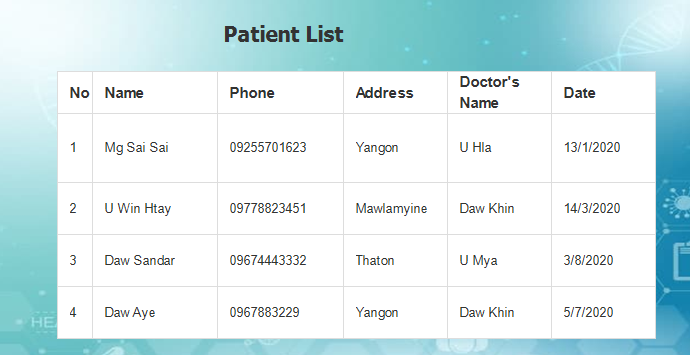 Patient List
No Name Phone Address Doctor's Name Date
1 Mg Sai Sai 09255701623 Yangon U Hla 13/1/2020
2 U Win Htay 09778823451 Mawlamyine Daw Khin 14/3/2020
3 Daw Sandar 09674443332 Thaton U Mya 3/8/2020
4 Daw Aye 0967883229 Yangon Daw Khin 5/7/2020